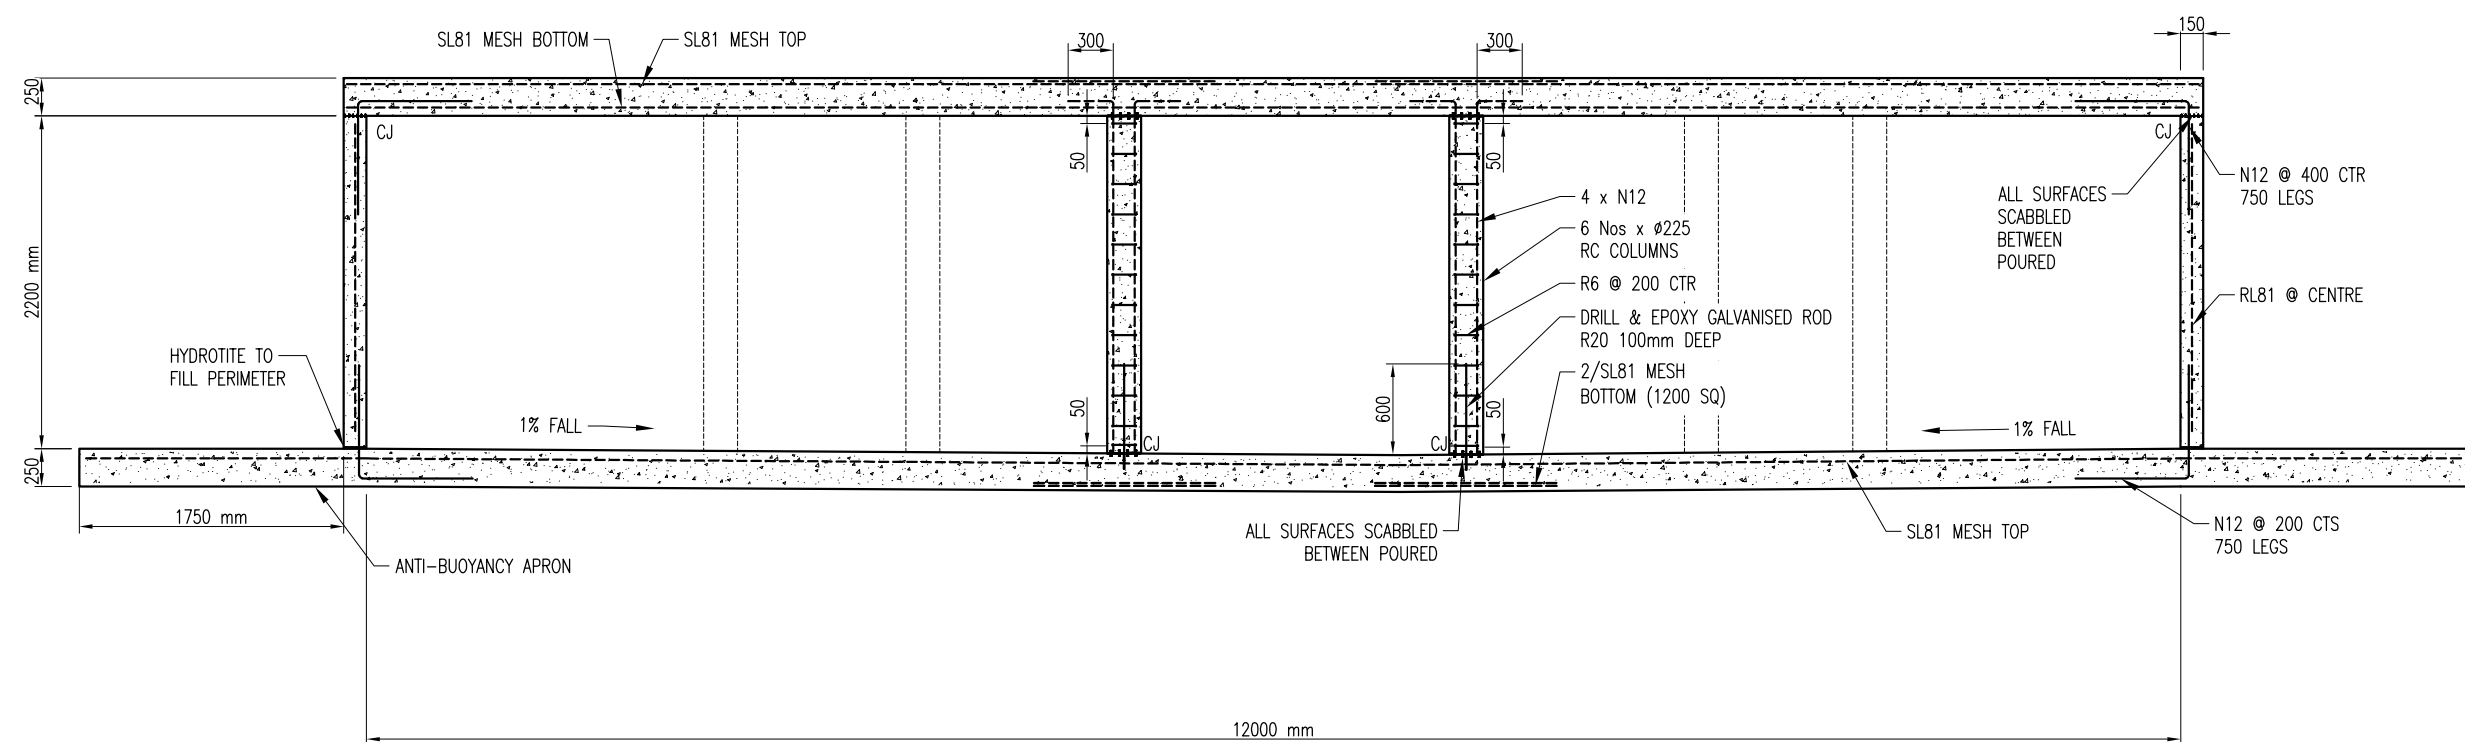 150
300
300
SL81 MESH BOTTOM
SL81 MESH TOP
250
CJ
CJ
50
50
N12 @ 400 CTR
750 LEGS
ALL SURFACES
SCABBLED
BETWEEN
POURED
4 x N12
6 Nos x Ø225
RC COLUMNS
2200 mm
R6 @ 200 CTR
RL81 @ CENTRE
DRILL & EPOXY GALVANISED ROD
R20 100mm DEEP
HYDROTITE TO
FILL PERIMETER
2/SL81 MESH
BOTTOM (1200 SQ)
600
50
50
1% FALL
1% FALL
CJ
CJ
250
1750 mm
ALL SURFACES SCABBLED
BETWEEN POURED
SL81 MESH TOP
N12 @ 200 CTS
750 LEGS
ANTI-BUOYANCY APRON
12000 mm